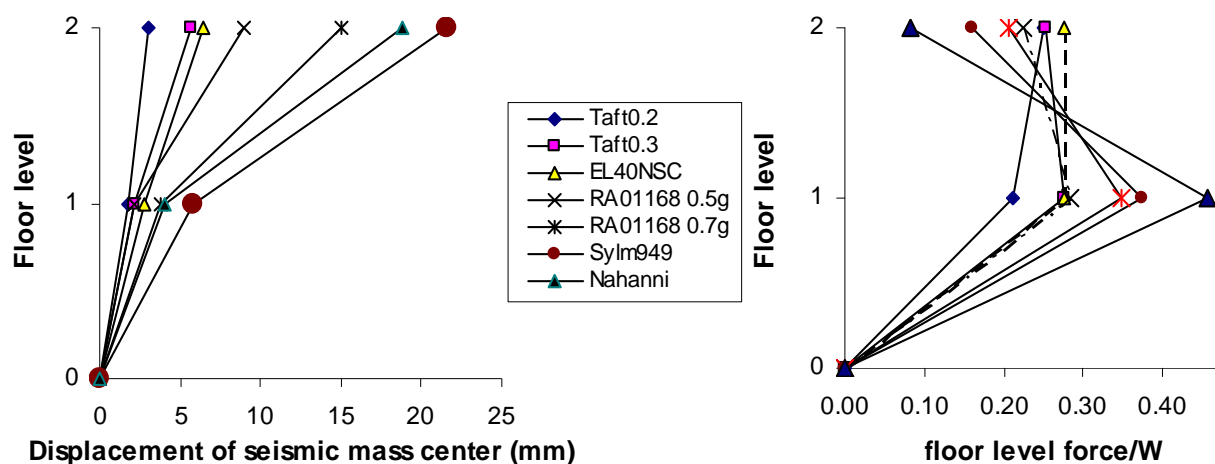 2
1
0
Floor level
0
5
10
15
20
25
Displacement of seismic mass center (mm)
Taft0.2
Taft0.3
EL40NSC
RA01168 0.5g
RA01168 0.7g
Sylm949
Nahanni
2
1
0
Floor level
0.00
0.20
0.30
0.40
floor level force/W